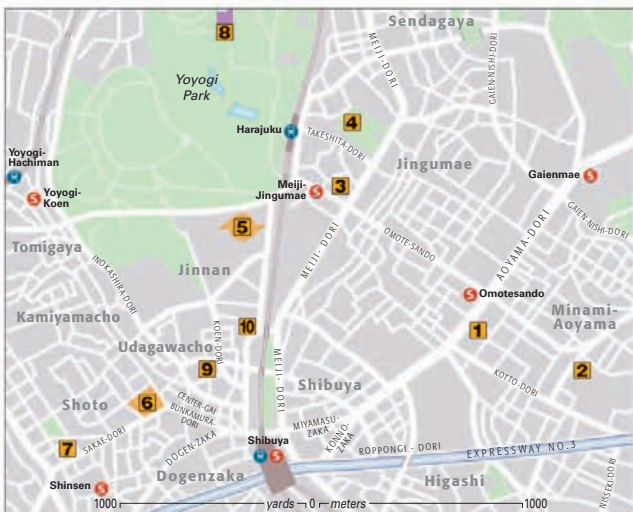 8
Sendagaya
MEIJI-DORI
GAIEN-NISHI-DORI
Yoyogi
Park
4
Harajuku
TAKESHITA-DORI
Jingumae
Yoyogi-
Hachiman
S
Yoyogi-
Koen
Meiji-
Jingumae
S
3
Gaienmae
S
5
GAIEN-NISHI-DORI
Tomigaya
INOKASHIRA-DORI
Jinnan
MEIJI-DORI
OMOTE-SANDO
AOYAMA-DORI
S
Omotesando
Kamiyamacho
10
KOEN-DORI
1
Minami-
Aoyama
Udagawacho
9
MEIJI-DORI
2
KOTTO-DORI
Shibuya
Shoto
6
CENTER-GAI
BUNKAMURA-
DORI
MIYAMASU-
ZAKA
KONNO-
ZAKA
7
SAKAE-DORI
DOGEN-ZAKA
Shibuya
S
ROPPONGI - DORI
EXPRESSWAY NO.3
Dogenzaka
Higashi
NISSEKI-DORI
Shinsen
S
1000
yards
0
meters
1000